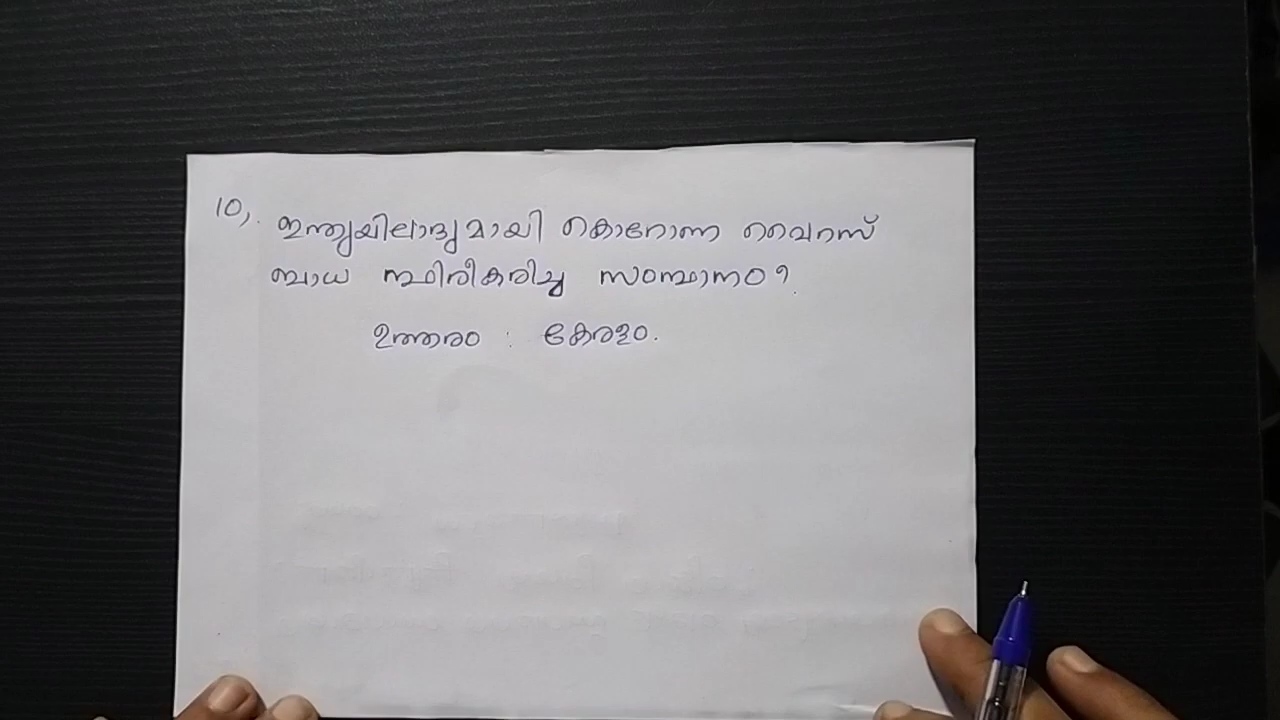 10). ഇന്ത്യയിലാദ്യമായി കൊറോണ വൈറസ്
ബാധ സ്ഥിരീകരിച്ച സംസ്ഥാനം?
ഉത്തരം : കേരളം.